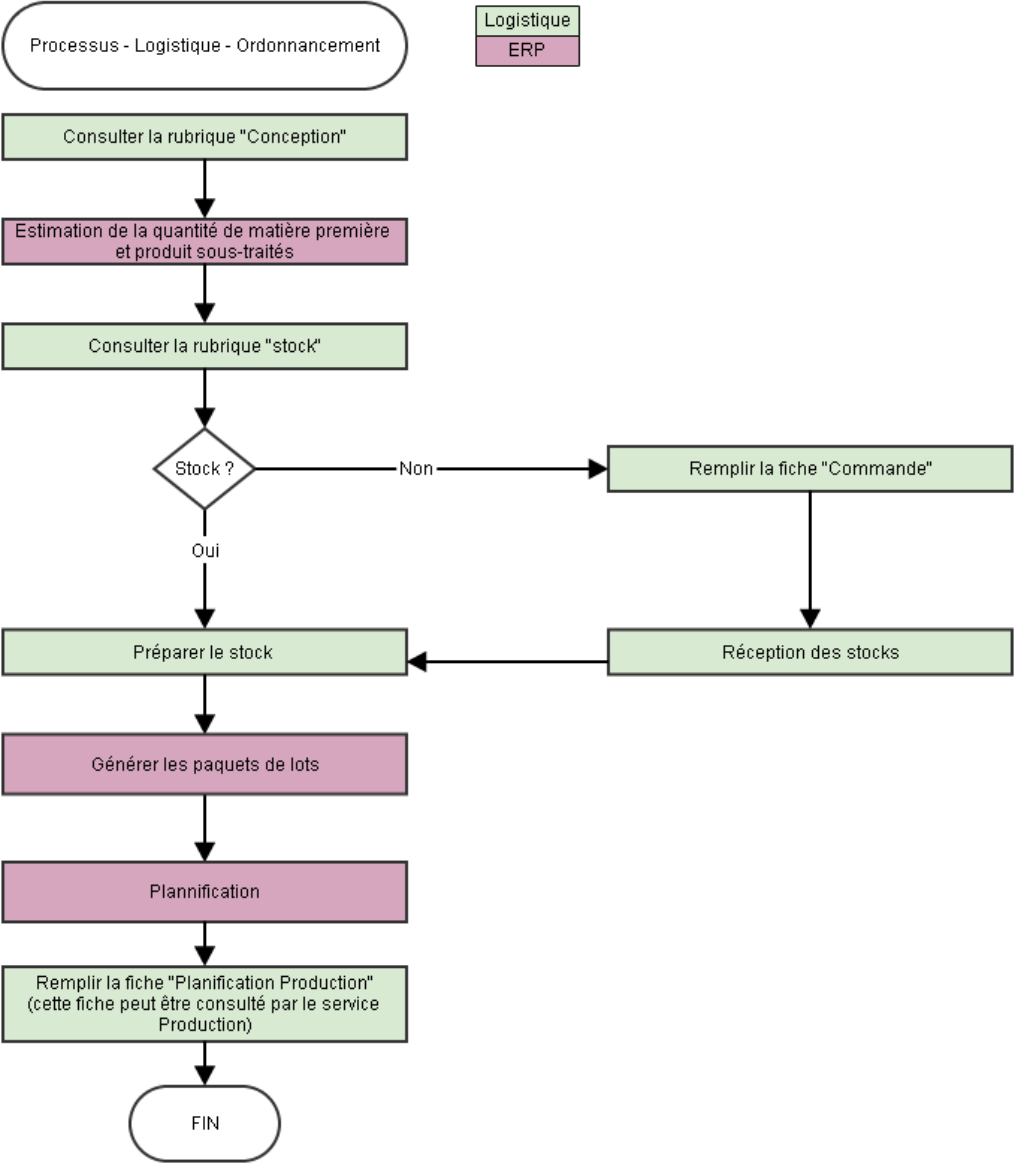 Processus - Logistique - Ordonnancement
Logistique
ERP
Consulter la rubrique "Conception"
Estimation de la quantité de matière première
et produit sous-traités
Consulter la rubrique "stock"
Stock ?
Non
Remplir la fiche "Commande"
Oui
Préparer le stock
Réception des stocks
Générer les paquets de lots
Plannification
Remplir la fiche "Planification Production"
(cette fiche peut être consulté par le service
Production)
FIN